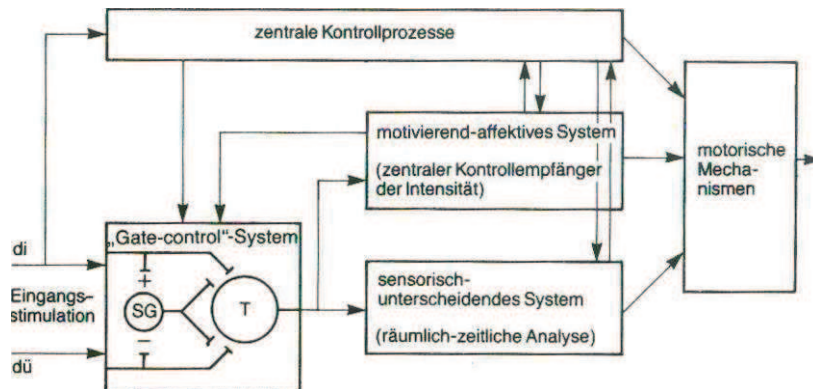 zentrale Kontrollprozesse
motivierend-affektives System
(zentraler Kontrollempfänger
der Intensität)
motorische
Mecha-
nismen
„Gate-control“-System
di
+
Eingangs-
stimulation
SG
T
–
dü
sensorisch-
unterscheidendes System
(räumlich-zeitliche Analyse)